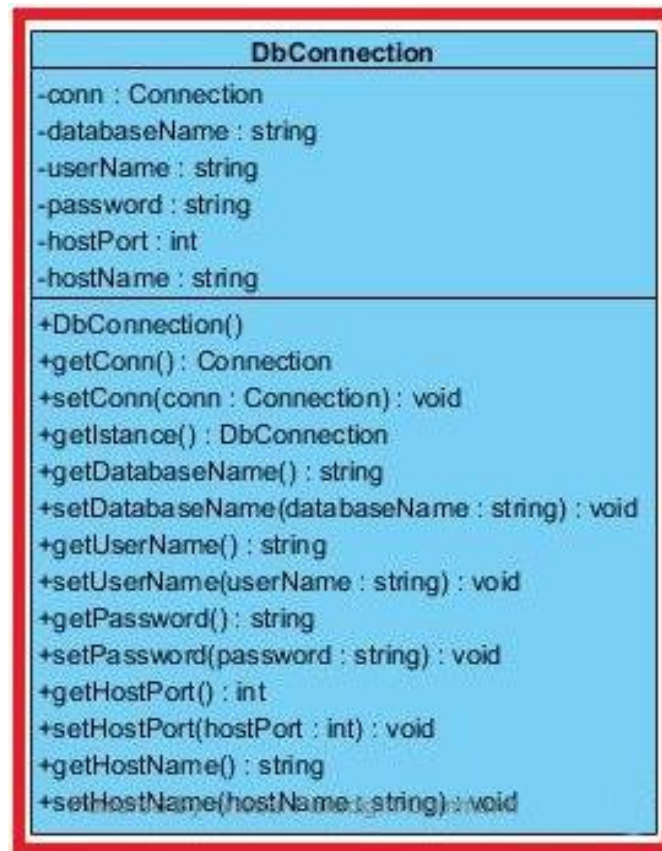 DbConnection
-conn : Connection
-databaseName : string
-userName : string
-password : string
-hostPort : int
-hostName : string
+DbConnection()
+getConn() : Connection
+setConn(conn : Connection) : void
+getIstance() : DbConnection
+getDatabaseName() : string
+setDatabaseName(databaseName : string) : void
+getUserName() : string
+setUserName(userName : string) : void
+getPassword() : string
+setPassword(password : string) : void
+getHostPort() : int
+setHostPort(hostPort : int) : void
+getHostName() : string
+setHostName(hostName : string) : void